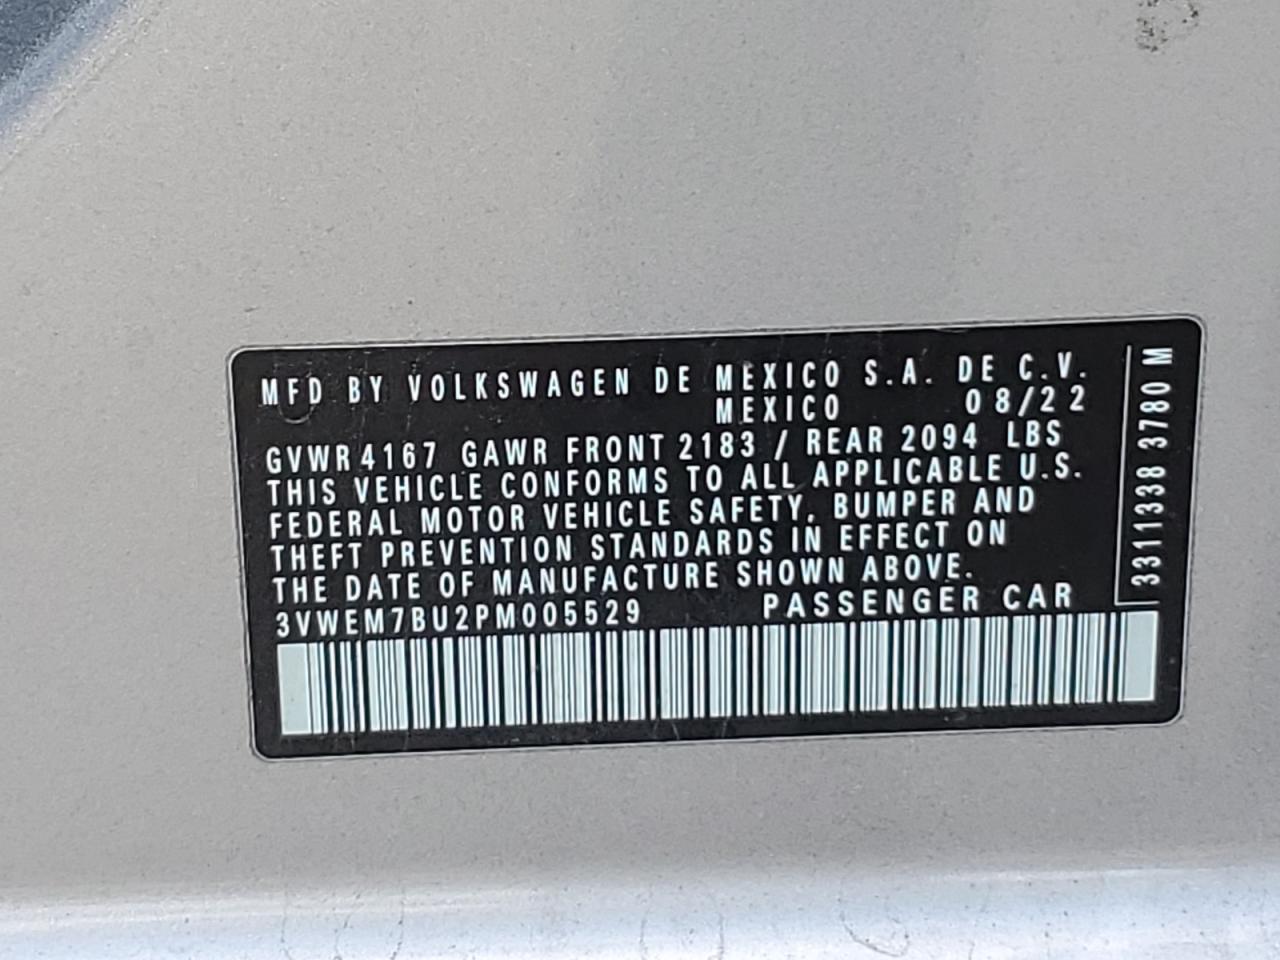 MFD BY VOLKSWAGEN DE MEXICO S.A. DE C.V.
MEXICO 08/22
GVWR 4167 GAWR FRONT 2183 / REAR 2094 LBS
THIS VEHICLE CONFORMS TO ALL APPLICABLE U.S.
FEDERAL MOTOR VEHICLE SAFETY, BUMPER AND
THEFT PREVENTION STANDARDS IN EFFECT ON
THE DATE OF MANUFACTURE SHOWN ABOVE.
3VWEM7BU2PM005529 PASSENGER CAR
3311338 3780 M